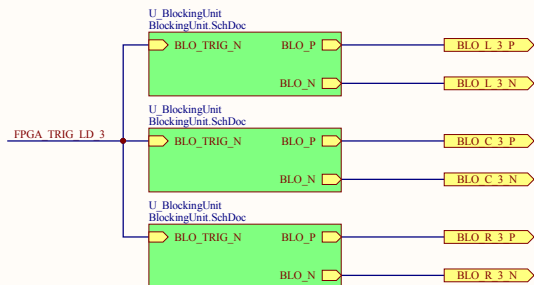 U_BlockingUnit
BlockingUnit.SchDoc
BLO_TRIG_N
BLO_P
BLO_L_3_P
BLO_N
BLO_L_3_N
U_BlockingUnit
BlockingUnit.SchDoc
FPGA_TRIG_LD_3
BLO_TRIG_N
BLO_P
BLO_C_3_P
BLO_N
BLO_C_3_N
U_BlockingUnit
BlockingUnit.SchDoc
BLO_TRIG_N
BLO_P
BLO_R_3_P
BLO_N
BLO_R_3_N